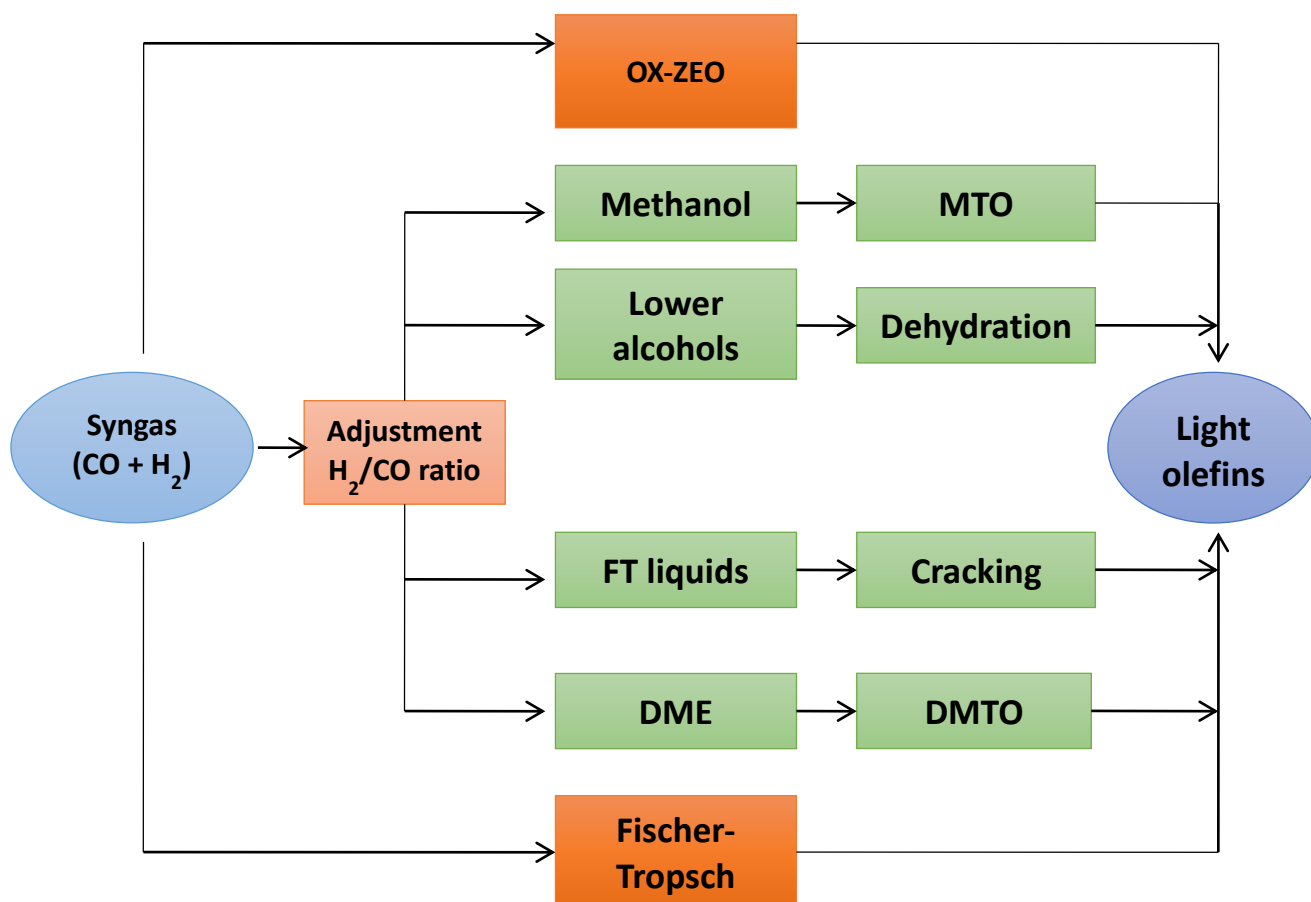 OX-ZEO
Methanol
MTO
Lower
alcohols
Dehydration
Syngas
(CO + H₂)
Adjustment
H₂/CO ratio
Light
olefins
FT liquids
Cracking
DME
DMTO
Fischer-
Tropsch